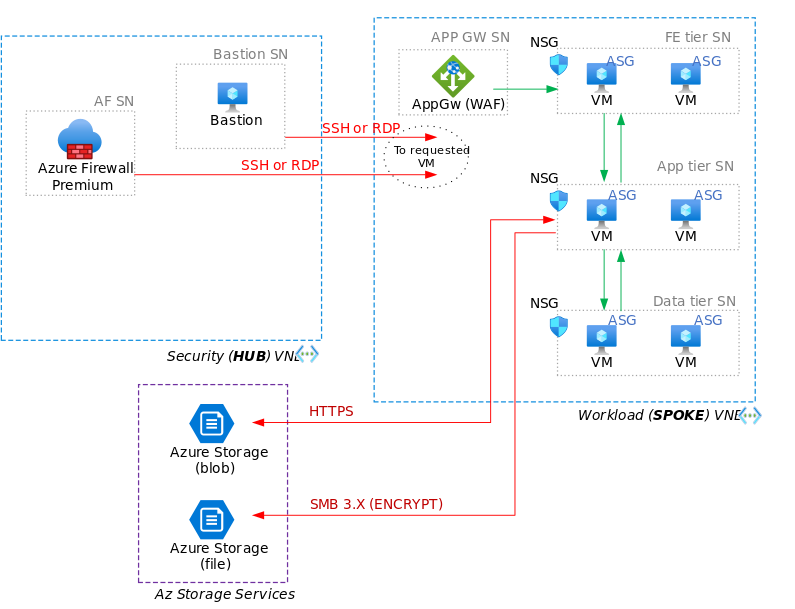 Bastion SN
Bastion
AF SN
Azure Firewall
Premium
SSH or RDP
SSH or RDP
Security (HUB) VNE
APP GW SN
AppGw (WAF)
To requested
VM
NSG
FE tier SN
ASG
VM
ASG
VM
App tier SN
NSG
ASG
VM
ASG
VM
Data tier SN
NSG
ASG
VM
ASG
VM
Workload (SPOKE) VNE
HTTPS
Azure Storage
(blob)
SMB 3.X (ENCRYPT)
Azure Storage
(file)
Az Storage Services